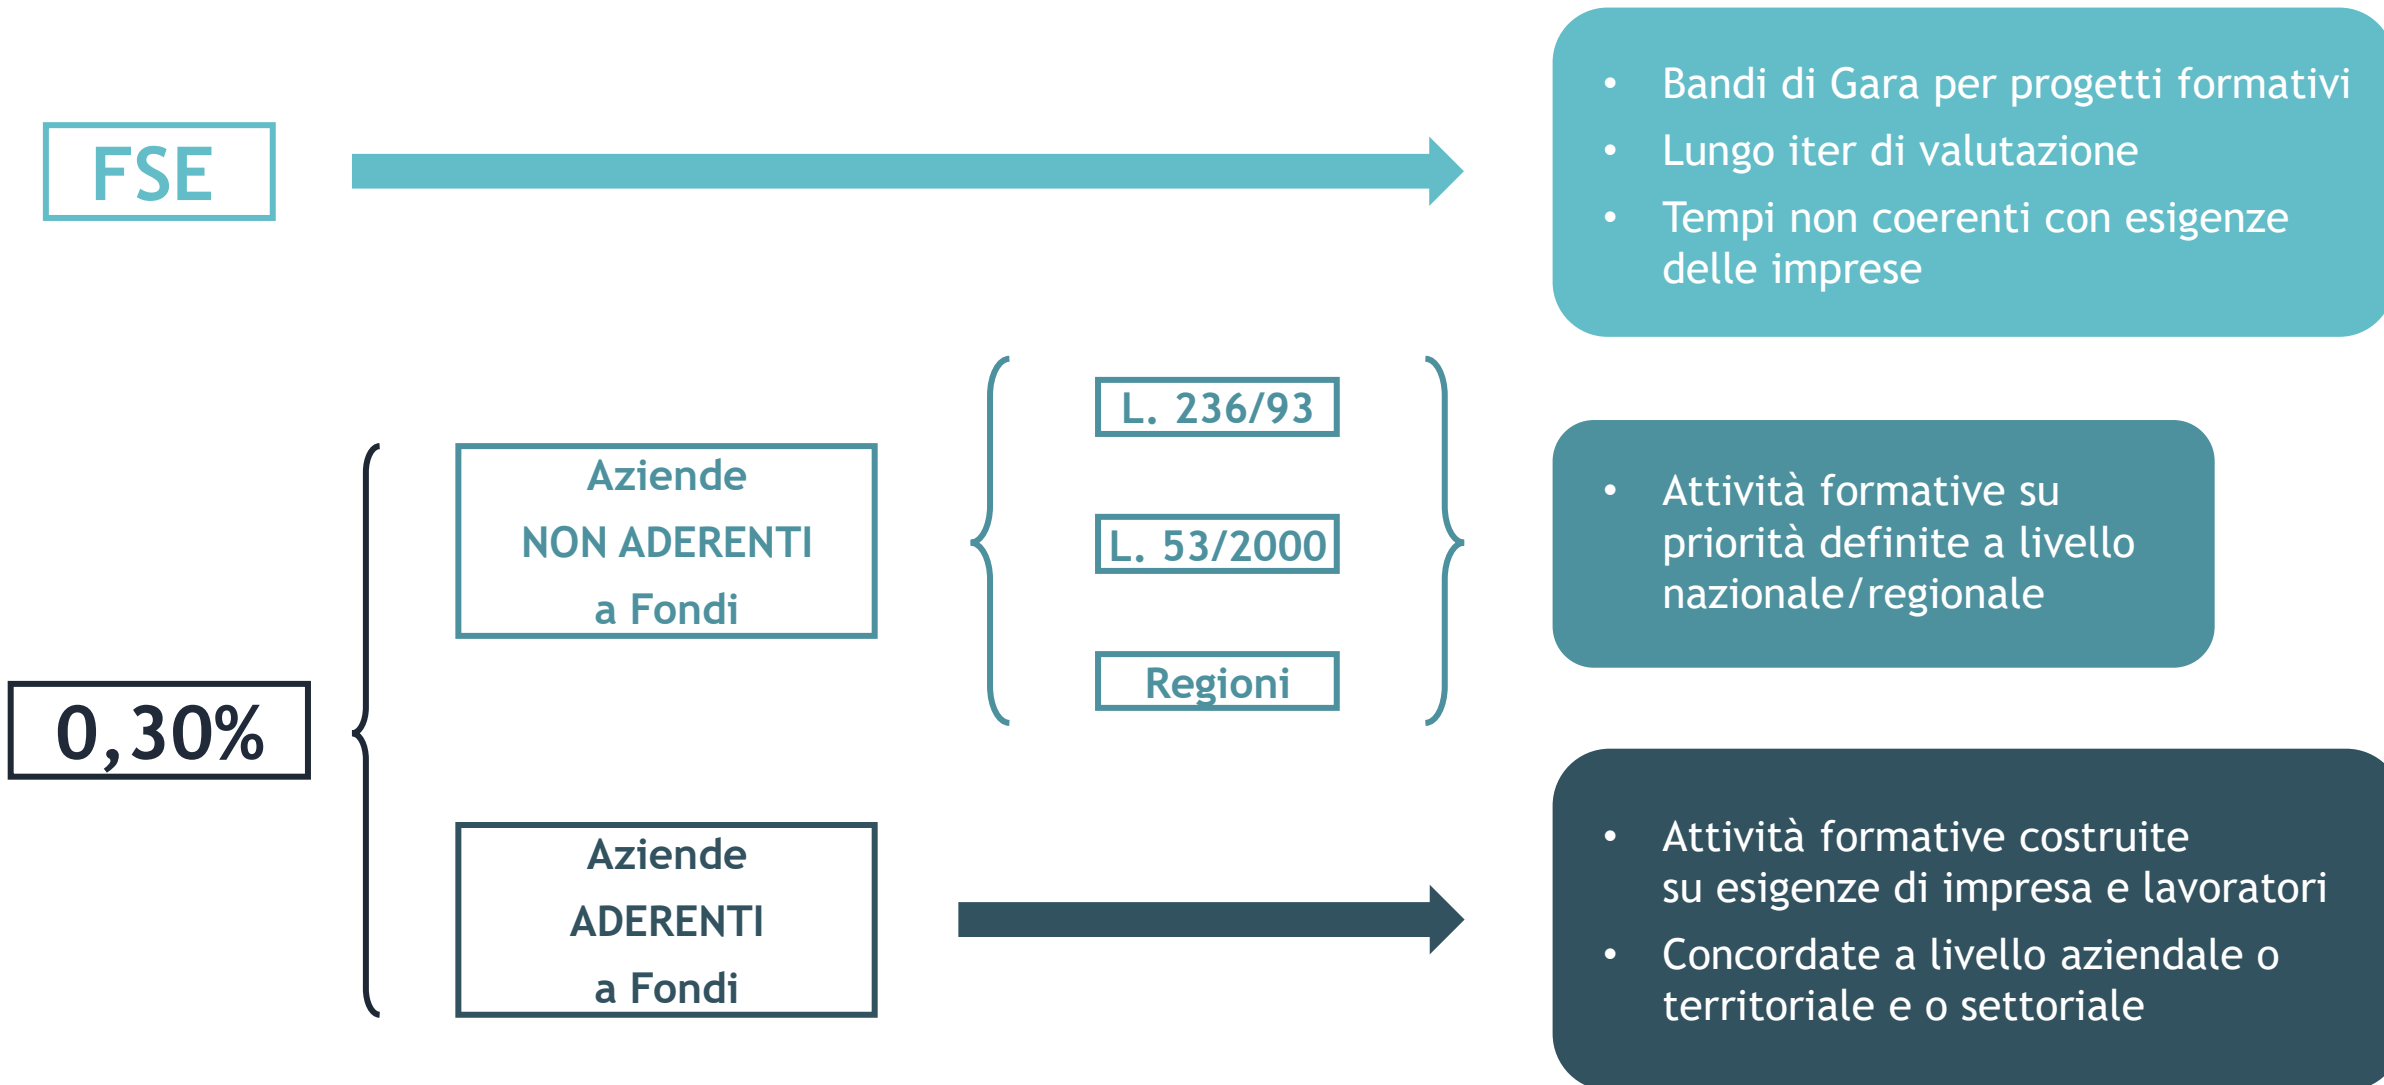 FSE
• Bandi di Gara per progetti formativi
• Lungo iter di valutazione
• Tempi non coerenti con esigenze
delle imprese
0,30%
Aziende
NON ADERENTI
a Fondi
L. 236/93
L. 53/2000
Regioni
• Attività formative su
priorità definite a livello
nazionale/regionale
Aziende
ADERENTI
a Fondi
• Attività formative costruite
su esigenze di impresa e lavoratori
• Concordate a livello aziendale o
territoriale e o settoriale